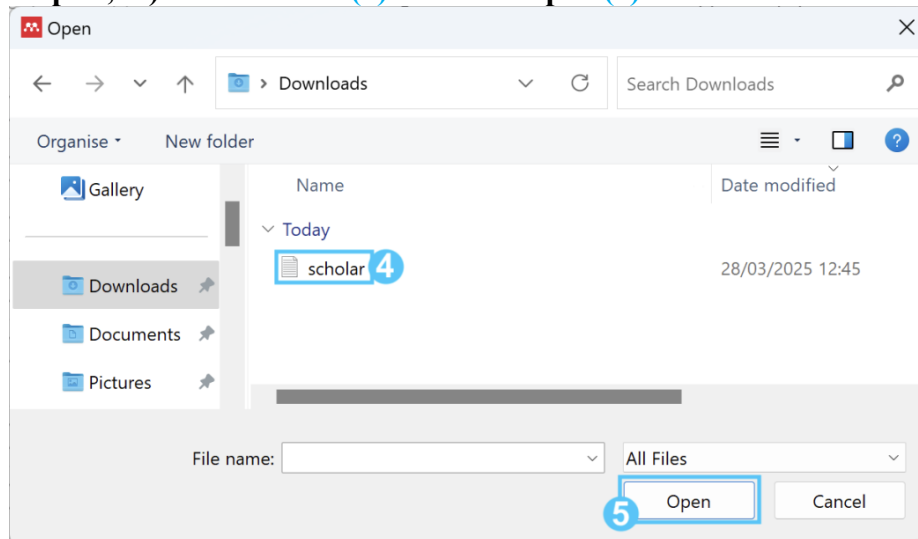 Open
Downloads
Search Downloads
Organise
New folder
?
Gallery
Name
Date modified
Today
scholar 4
28/03/2025 12:45
Downloads
Documents
Pictures
File name:
All Files
5 Open
Cancel